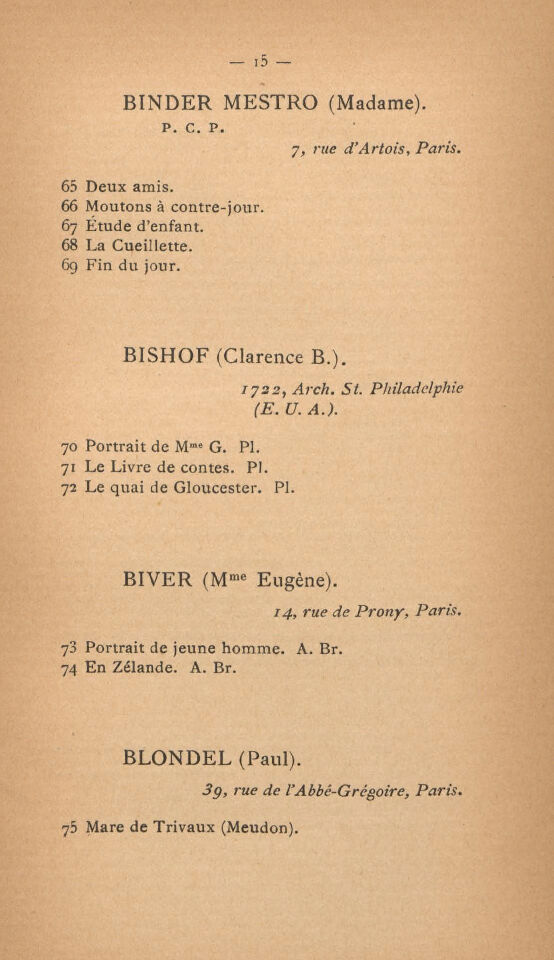 — 15 —
BINDER MESTRO (Madame).
P. C. P.
7, rue d'Artois, Paris.
65 Deux amis.
66 Moutons à contre-jour.
67 Étude d'enfant.
68 La Cueillette.
69 Fin du jour.
BISHOF (Clarence B.).
1722, Arch. St. Philadelphie
(E. U. A.).
70 Portrait de Mme G. Pl.
71 Le Livre de contes. Pl.
72 Le quai de Gloucester. Pl.
BIVER (Mme Eugène).
14, rue de Prony, Paris.
73 Portrait de jeune homme. A. Br.
74 En Zélande. A. Br.
BLONDEL (Paul).
39, rue de l'Abbé-Grégoire, Paris.
75 Mare de Trivaux (Meudon).